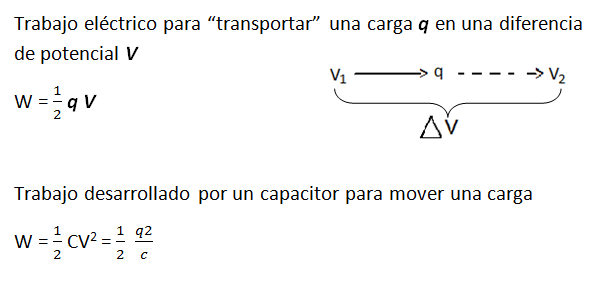 Trabajo eléctrico para “transportar” una carga q en una diferencia
de potencial V
V₁ q V₂
W = 1/2 q V
△V
Trabajo desarrollado por un capacitor para mover una carga
W = 1/2 CV² = 1/2 q2/c